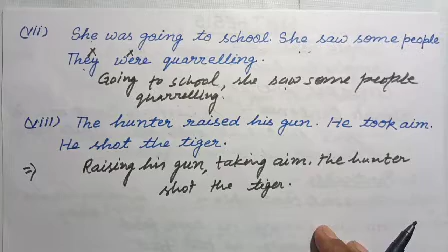 (vii) She was going to school. She saw some people
They were quarrelling.
Going to school, she saw some people
quarrelling.
(viii) The hunter raised his gun. He took aim.
He shot the tiger.
⇒ Raising his gun, taking aim. the hunter
shot the tiger.